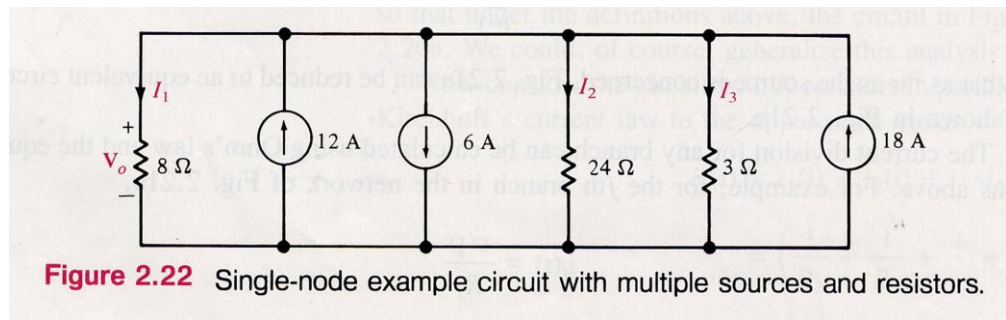 I₁
+
Vₒ
8 Ω
−
12 A
6 A
I₂
24 Ω
I₃
3 Ω
18 A
Figure 2.22 Single-node example circuit with multiple sources and resistors.